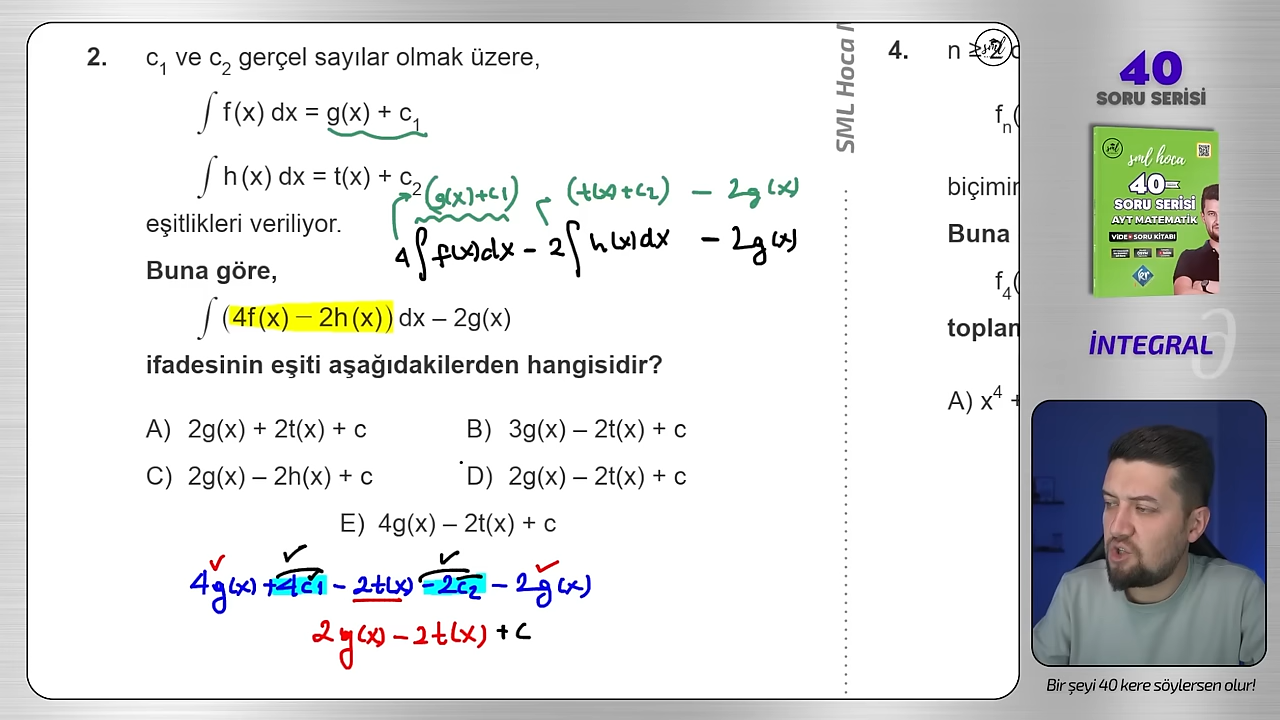 2. c₁ ve c₂ gerçel sayılar olmak üzere,
∫ f(x) dx = g(x) + c₁
∫ h(x) dx = t(x) + c₂
(g(x)+c1) (t(x)+c2) – 2g(x)
eşitlikleri veriliyor.
4∫f(x)dx – 2∫h(x)dx – 2g(x)
Buna göre,
∫ (4f(x) – 2h(x)) dx – 2g(x)
ifadesinin eşiti aşağıdakilerden hangisidir?
A) 2g(x) + 2t(x) + c B) 3g(x) – 2t(x) + c
C) 2g(x) – 2h(x) + c D) 2g(x) – 2t(x) + c
E) 4g(x) – 2t(x) + c
4g(x) + 4c1 – 2t(x) – 2c2 – 2g(x)
2g(x) – 2t(x) + c
SML Hoca
4. n ≥ 2
sml
fₙ(
Buna
f₄(
A) x⁴ +
40
SORU SERİSİ
sml hoca
40
SORU SERİSİ
AYT MATEMATİK
VİDEO SORU KİTABI
İNTEGRAL
Bir şeyi 40 kere söylersen olur!